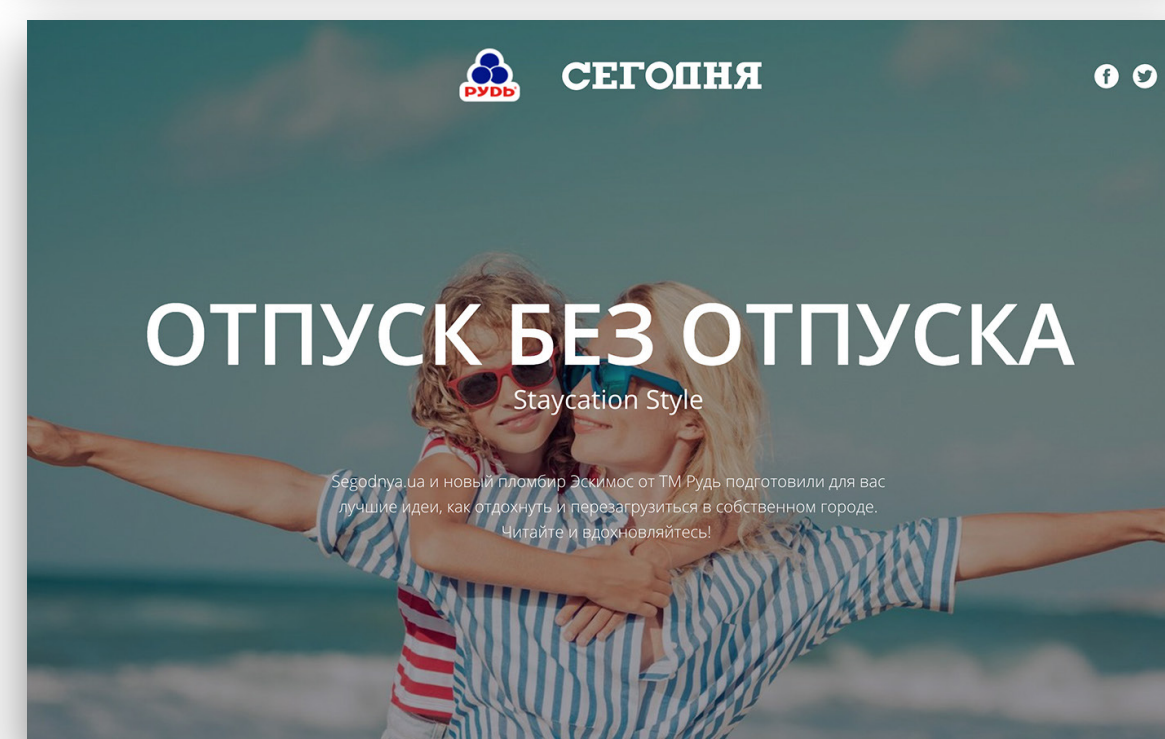 РУДЬ
СЕГОДНЯ
ОТПУСК БЕЗ ОТПУСКА
Staycation Style
Segodnya.ua и новый пломбир Эскимос от ТМ Рудь подготовили для вас
лучшие идеи, как отдохнуть и перезагрузиться в собственном городе.
Читайте и вдохновляйтесь!